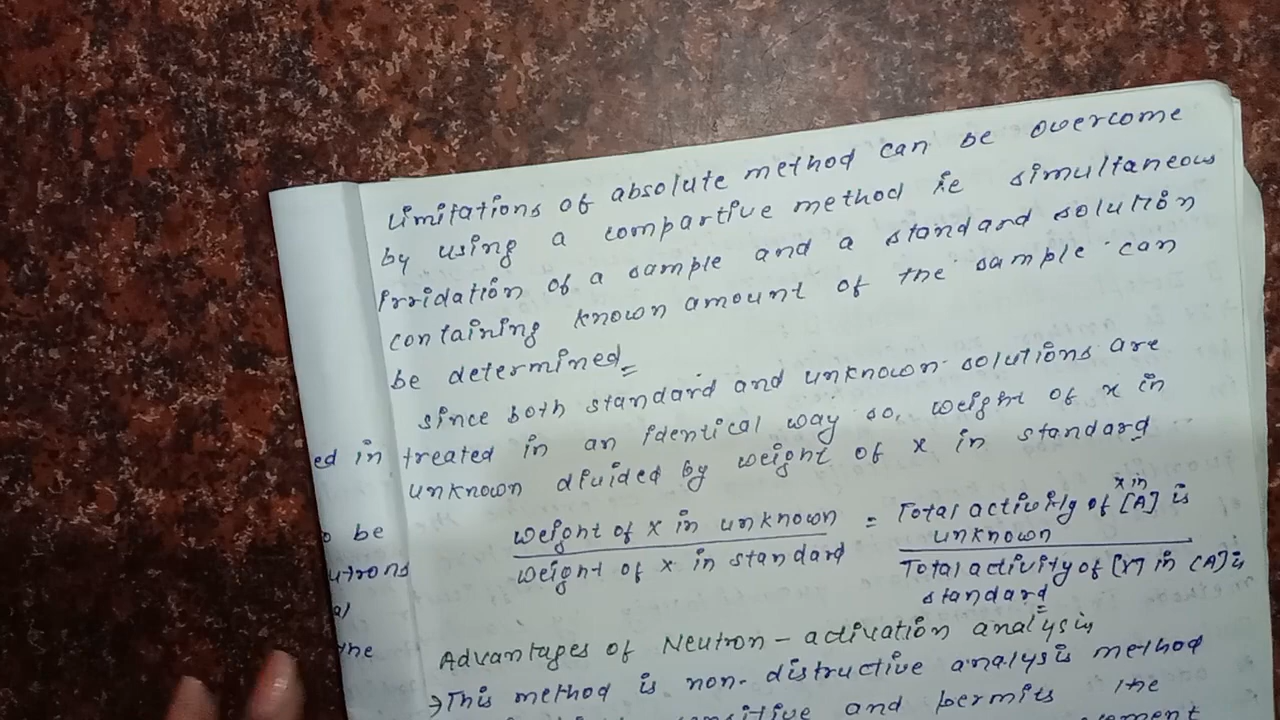 Limitations of absolute method can be overcome
by using a compartive method ie simultaneous
irridation of a sample and a standard solution
containing known amount of the sample can
be determined
since both standard and unknown solutions are
ed in
treated in an identical way so, weight of x in
unknown divided by weight of x in standard
weight of x in unknown = Total activity of x in [A] is unknown
weight of x in standard Total activity of [x] in [A] is standard
o be
utrons
a)
the
Advantages of Neutron - activation analysis
→ This method is non-distructive analysis method
and permits the